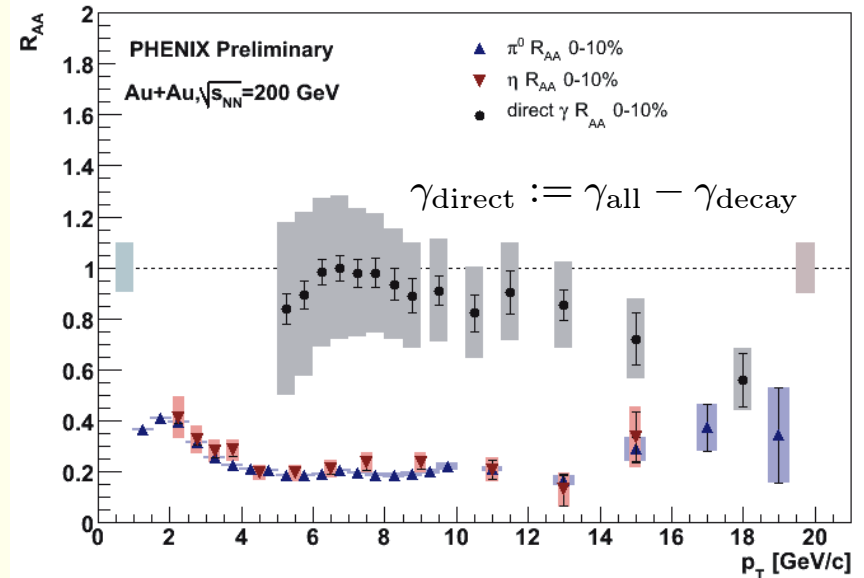 R_AA
2
1.8
1.6
1.4
1.2
1
0.8
0.6
0.4
0.2
0
PHENIX Preliminary
Au+Au,√s_NN=200 GeV
π⁰ R_AA 0-10%
η R_AA 0-10%
direct γ R_AA 0-10%
γ_direct := γ_all − γ_decay
0 2 4 6 8 10 12 14 16 18 20
p_T [GeV/c]